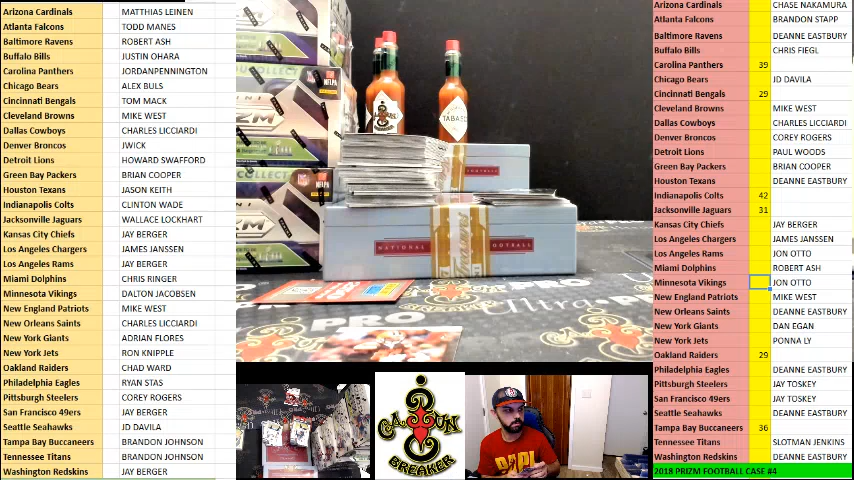 Arizona Cardinals MATTHIAS LEINEN
Atlanta Falcons TODD MANES
Baltimore Ravens ROBERT ASH
Buffalo Bills JUSTIN OHARA
Carolina Panthers JORDANPENNINGTON
Chicago Bears ALEX BULS
Cincinnati Bengals TOM MACK
Cleveland Browns MIKE WEST
Dallas Cowboys CHARLES LICCIARDI
Denver Broncos JWICK
Detroit Lions HOWARD SWAFFORD
Green Bay Packers BRIAN COOPER
Houston Texans JASON KEITH
Indianapolis Colts CLINTON WADE
Jacksonville Jaguars WALLACE LOCKHART
Kansas City Chiefs JAY BERGER
Los Angeles Chargers JAMES JANSSEN
Los Angeles Rams JAY BERGER
Miami Dolphins CHRIS RINGER
Minnesota Vikings DALTON JACOBSEN
New England Patriots MIKE WEST
New Orleans Saints CHARLES LICCIARDI
New York Giants ADRIAN FLORES
New York Jets RON KNIPPLE
Oakland Raiders CHAD WARD
Philadelphia Eagles RYAN STAS
Pittsburgh Steelers COREY ROGERS
San Francisco 49ers JAY BERGER
Seattle Seahawks JD DAVILA
Tampa Bay Buccaneers BRANDON JOHNSON
Tennessee Titans BRANDON JOHNSON
Washington Redskins JAY BERGER
TABASCO
NATIONAL FOOTBALL
PRO
Ultra PRO
CAJUN
BREAKER
Arizona Cardinals CHASE NAKAMURA
Atlanta Falcons BRANDON STAPP
Baltimore Ravens DEANNE EASTBURY
Buffalo Bills CHRIS FIEGL
Carolina Panthers 39
Chicago Bears JD DAVILA
Cincinnati Bengals 29
Cleveland Browns MIKE WEST
Dallas Cowboys CHARLES LICCIARDI
Denver Broncos COREY ROGERS
Detroit Lions PAUL WOODS
Green Bay Packers BRIAN COOPER
Houston Texans DEANNE EASTBURY
Indianapolis Colts 42
Jacksonville Jaguars 31
Kansas City Chiefs JAY BERGER
Los Angeles Chargers JAMES JANSSEN
Los Angeles Rams JON OTTO
Miami Dolphins ROBERT ASH
Minnesota Vikings JON OTTO
New England Patriots MIKE WEST
New Orleans Saints DEANNE EASTBURY
New York Giants DAN EGAN
New York Jets PONNA LY
Oakland Raiders 29
Philadelphia Eagles DEANNE EASTBURY
Pittsburgh Steelers JAY TOSKEY
San Francisco 49ers JAY TOSKEY
Seattle Seahawks DEANNE EASTBURY
Tampa Bay Buccaneers 36
Tennessee Titans SLOTMAN JENKINS
Washington Redskins DEANNE EASTBURY
2018 PRIZM FOOTBALL CASE #4